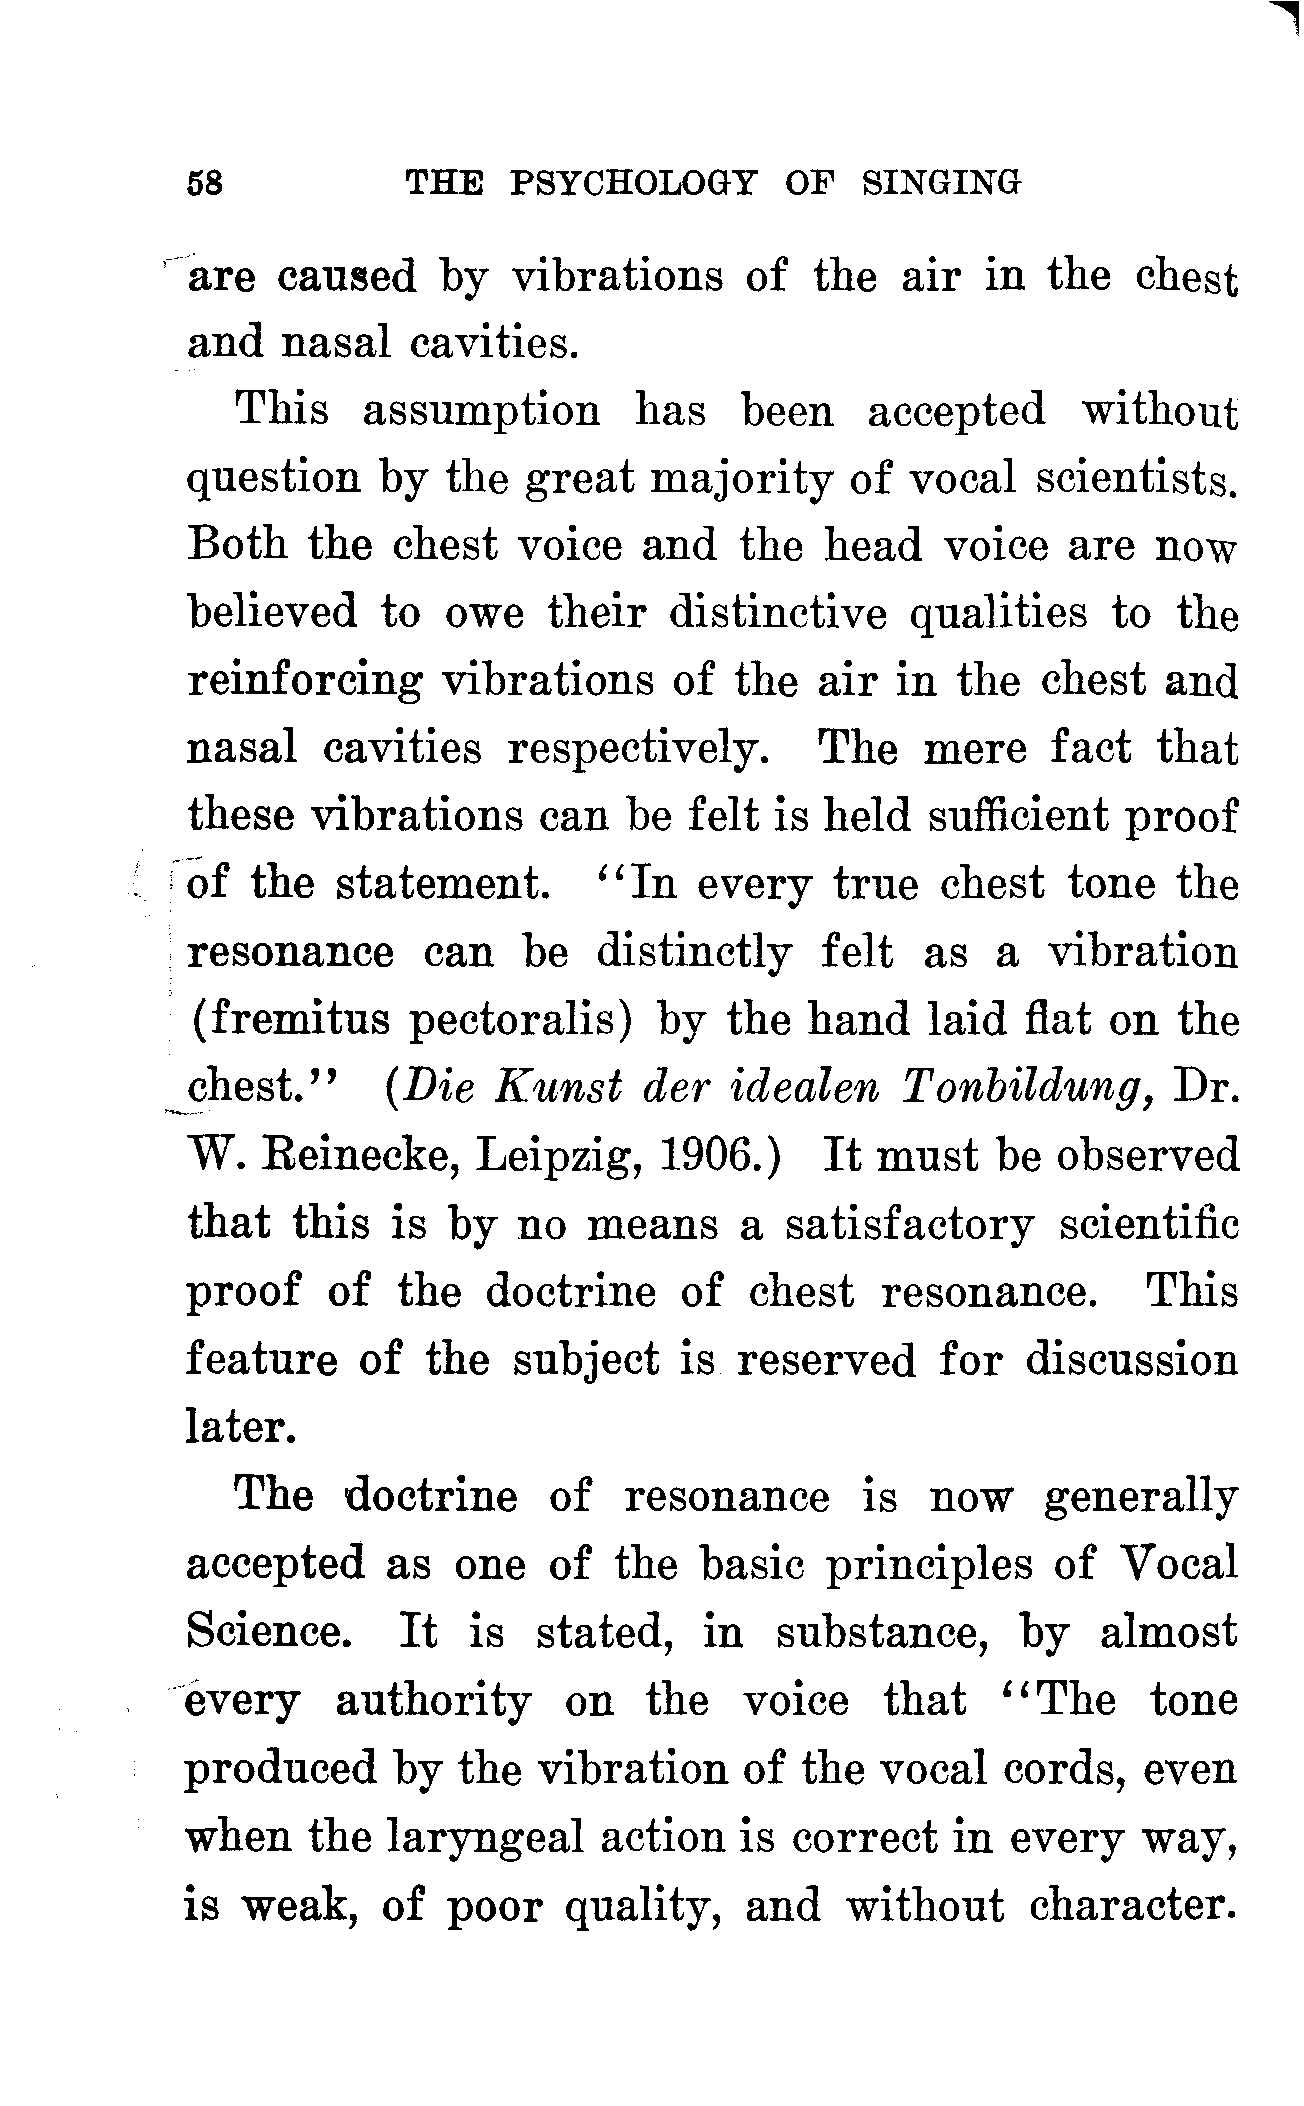 58 THE PSYCHOLOGY OF SINGING
are caused by vibrations of the air in the chest
and nasal cavities.
This assumption has been accepted without
question by the great majority of vocal scientists.
Both the chest voice and the head voice are now
believed to owe their distinctive qualities to the
reinforcing vibrations of the air in the chest and
nasal cavities respectively. The mere fact that
these vibrations can be felt is held sufficient proof
of the statement. "In every true chest tone the
resonance can be distinctly felt as a vibration
(fremitus pectoralis) by the hand laid flat on the
chest." (Die Kunst der idealen Tonbildung, Dr.
W. Reinecke, Leipzig, 1906.) It must be observed
that this is by no means a satisfactory scientific
proof of the doctrine of chest resonance. This
feature of the subject is reserved for discussion
later.
The doctrine of resonance is now generally
accepted as one of the basic principles of Vocal
Science. It is stated, in substance, by almost
every authority on the voice that "The tone
produced by the vibration of the vocal cords, even
when the laryngeal action is correct in every way,
is weak, of poor quality, and without character.